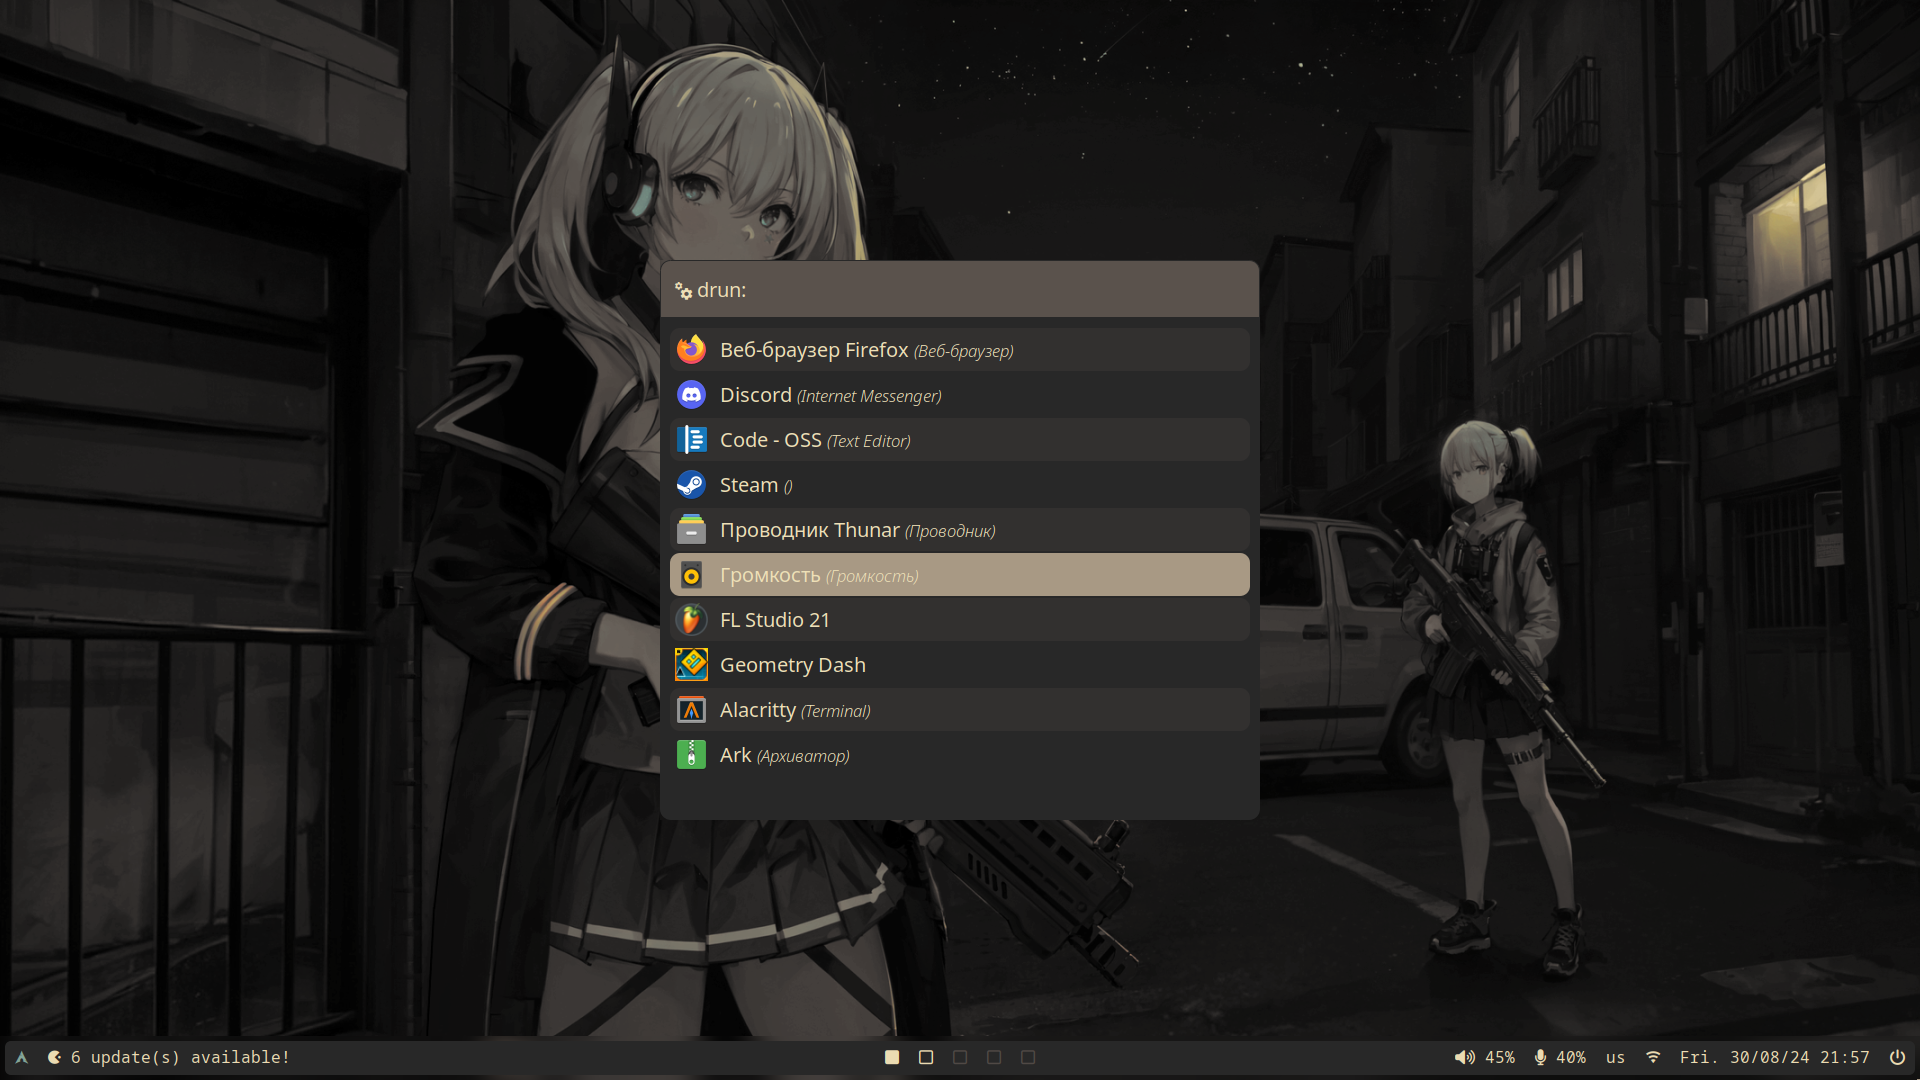 drun:
Веб-браузер Firefox (Веб-браузер)
Discord (Internet Messenger)
Code - OSS (Text Editor)
Steam ()
Проводник Thunar (Проводник)
Громкость (Громкость)
FL Studio 21
Geometry Dash
Alacritty (Terminal)
Ark (Архиватор)
6 update(s) available!
45% 40% us Fri. 30/08/24 21:57